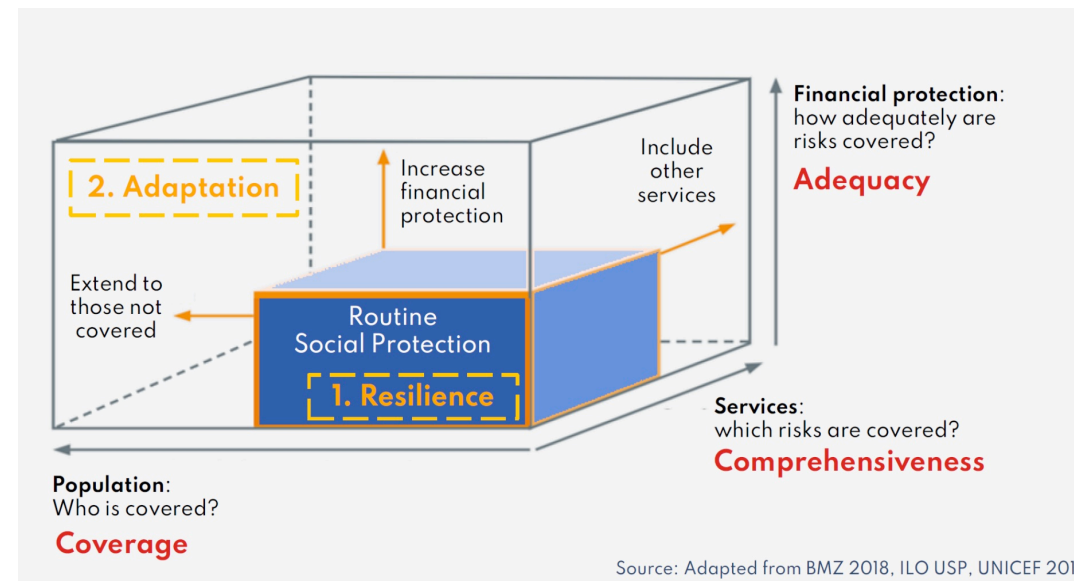 Financial protection:
how adequately are
risks covered?
Adequacy
Include
other
services
Increase
financial
protection
2. Adaptation
Extend to
those not
covered
Routine
Social Protection
1. Resilience
Services:
which risks are covered?
Comprehensiveness
Population:
Who is covered?
Coverage
Source: Adapted from BMZ 2018, ILO USP, UNICEF